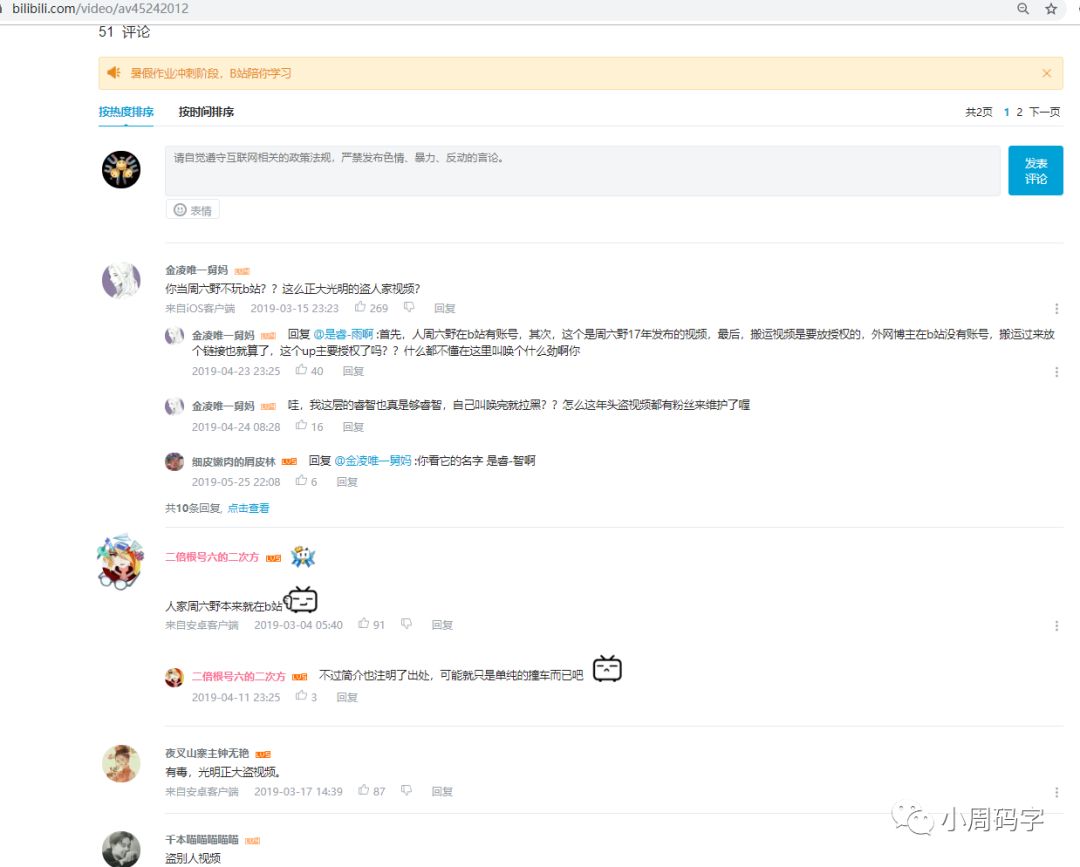 bilibili.com/video/av45242012
51 评论
暑假作业冲刺阶段，B站陪你学习
按热度排序 按时间排序 共2页 1 2 下一页
请自觉遵守互联网相关的政策法规，严禁发布色情、暴力、反动的言论。
发表
评论
表情
金凌唯一舅妈
你当周六野不玩b站？？这么正大光明的盗人家视频？
来自iOS客户端 2019-03-15 23:23 269 回复
金凌唯一舅妈 回复 @是睿-雨啊 :首先，人周六野在b站有账号，其次，这个是周六野17年发布的视频，最后，搬运视频是要放授权的，外网博主在b站没有账号，搬运过来放
个链接也就算了，这个up主要授权了吗？？什么都不懂在这里叫唤个什么劲啊你
2019-04-23 23:25 40 回复
金凌唯一舅妈 哇，我这层的睿智也真是够睿智，自己叫唤完就拉黑？？怎么这年头盗视频都有粉丝来维护了喔
2019-04-24 08:28 16 回复
细皮嫩肉的屑皮林 LV5 回复 @金凌唯一舅妈 :你看它的名字 是睿-智啊
2019-05-25 22:08 6 回复
共10条回复, 点击查看
二倍根号六的二次方 LV5
人家周六野本来就在b站
来自安卓客户端 2019-03-04 05:40 91 回复
二倍根号六的二次方 LV5 不过简介也注明了出处，可能就只是单纯的撞车而已吧
2019-04-11 23:25 3 回复
夜叉山寨主钟无艳 LV5
有毒，光明正大盗视频。
来自安卓客户端 2019-03-17 14:39 87 回复
千本喵喵喵喵喵
盗别人视频
小周码字